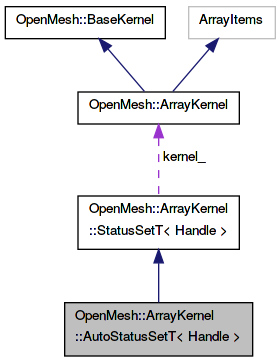 OpenMesh::BaseKernel
ArrayItems
OpenMesh::ArrayKernel
kernel_
OpenMesh::ArrayKernel
::StatusSetT< Handle >
OpenMesh::ArrayKernel
::AutoStatusSetT< Handle >